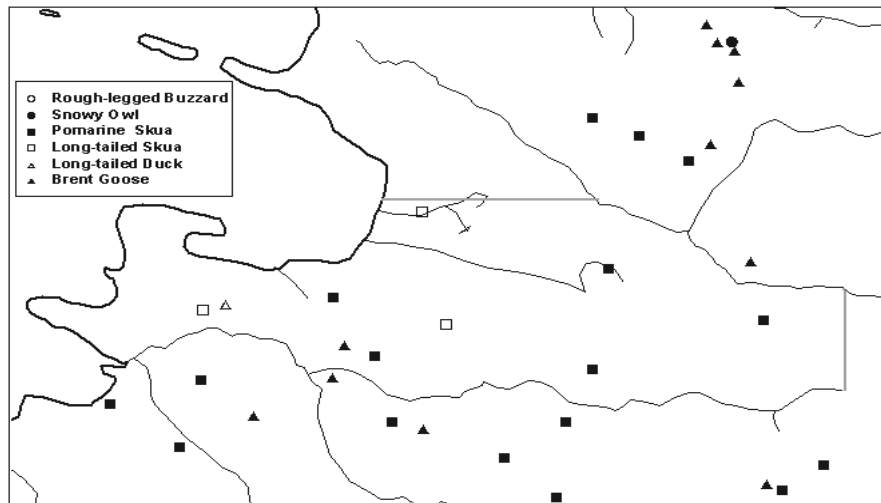 Rough-legged Buzzard
Snowy Owl
Pomarine Skua
Long-tailed Skua
Long-tailed Duck
Brent Goose